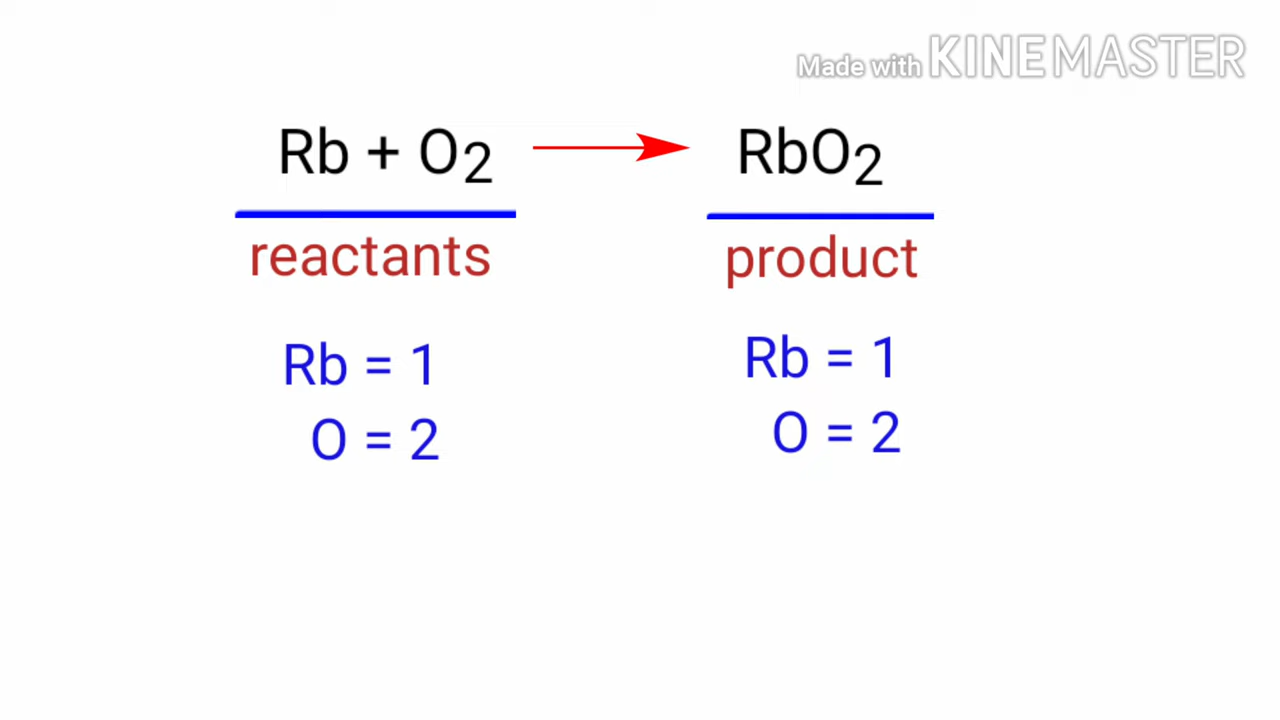 Made with KINEMASTER
Rb + O₂ → RbO₂
reactants product
Rb = 1 Rb = 1
O = 2 O = 2